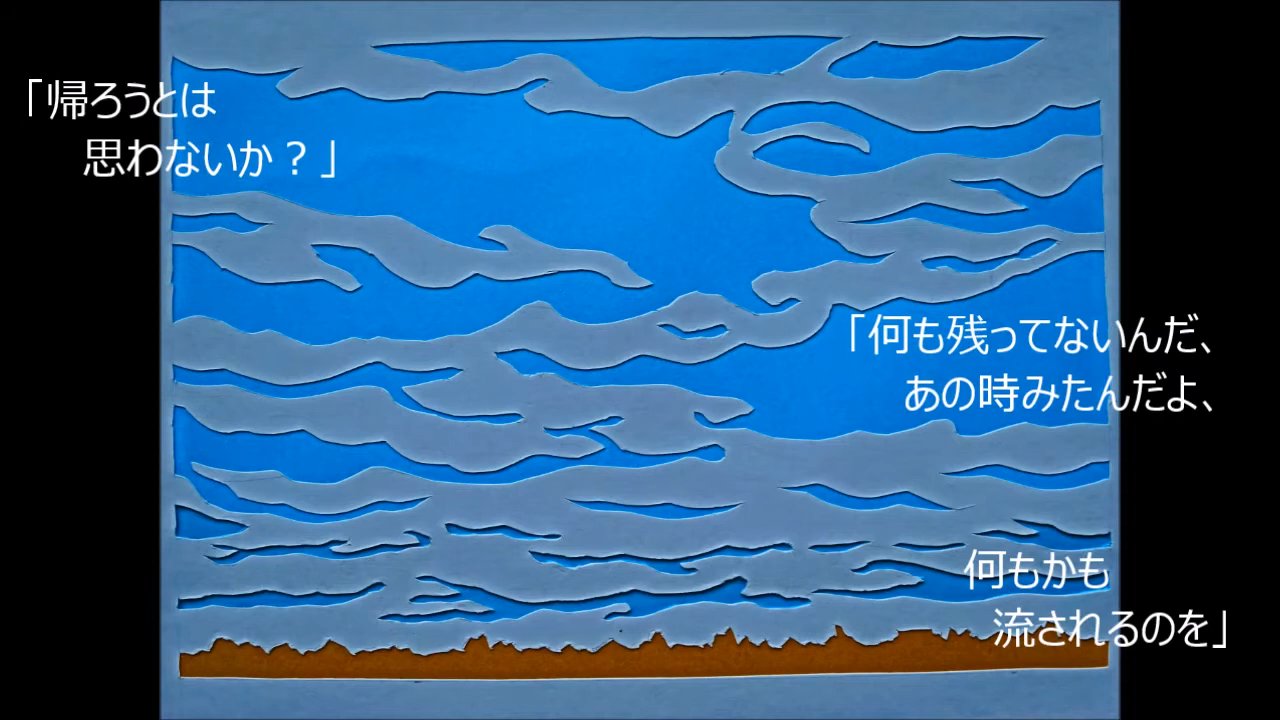 「帰ろうとは
思わないか？」
「何も残ってないんだ、
あの時みたんだよ、
何もかも
流されるのを」